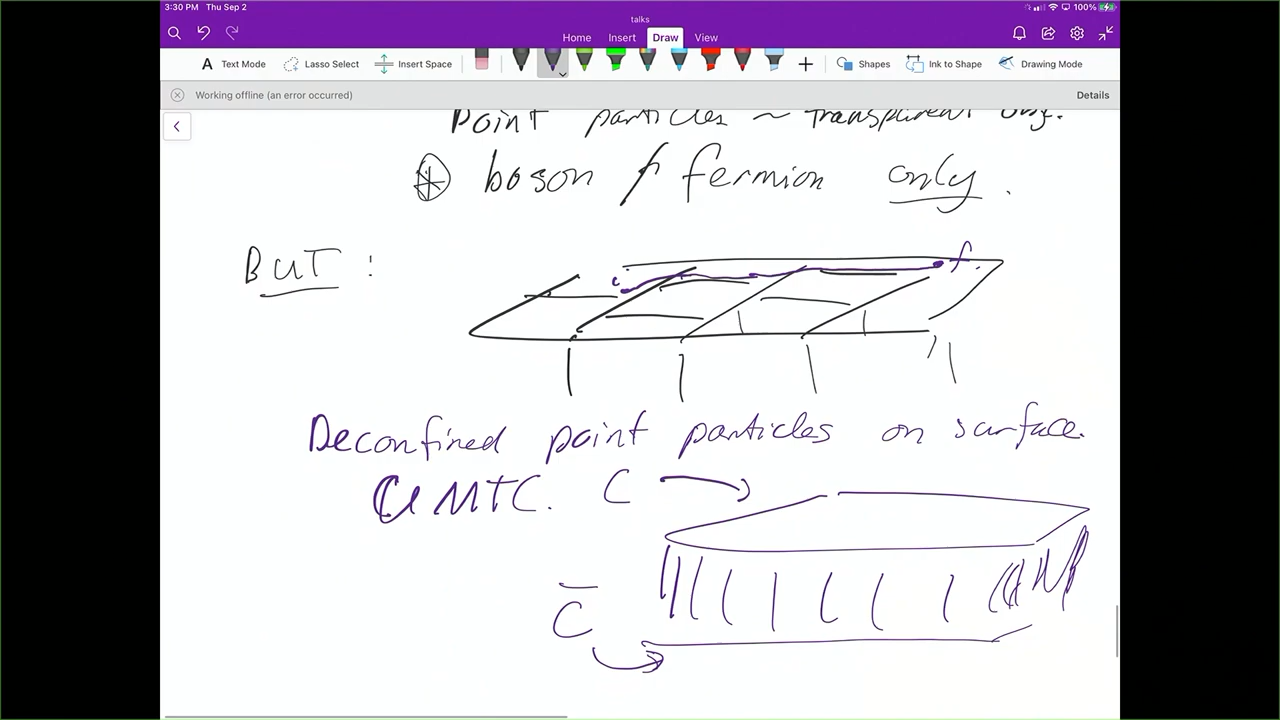 3:30 PM Thu Sep 2
100%
talks
Home Insert Draw View
Text Mode Lasso Select Insert Space Shapes Ink to Shape Drawing Mode
Working offline (an error occurred) Details
point particles ~ transparent only.
boson / fermion only.
BUT :
f.
Deconfined point particles on surface.
UMTC. C
C̄